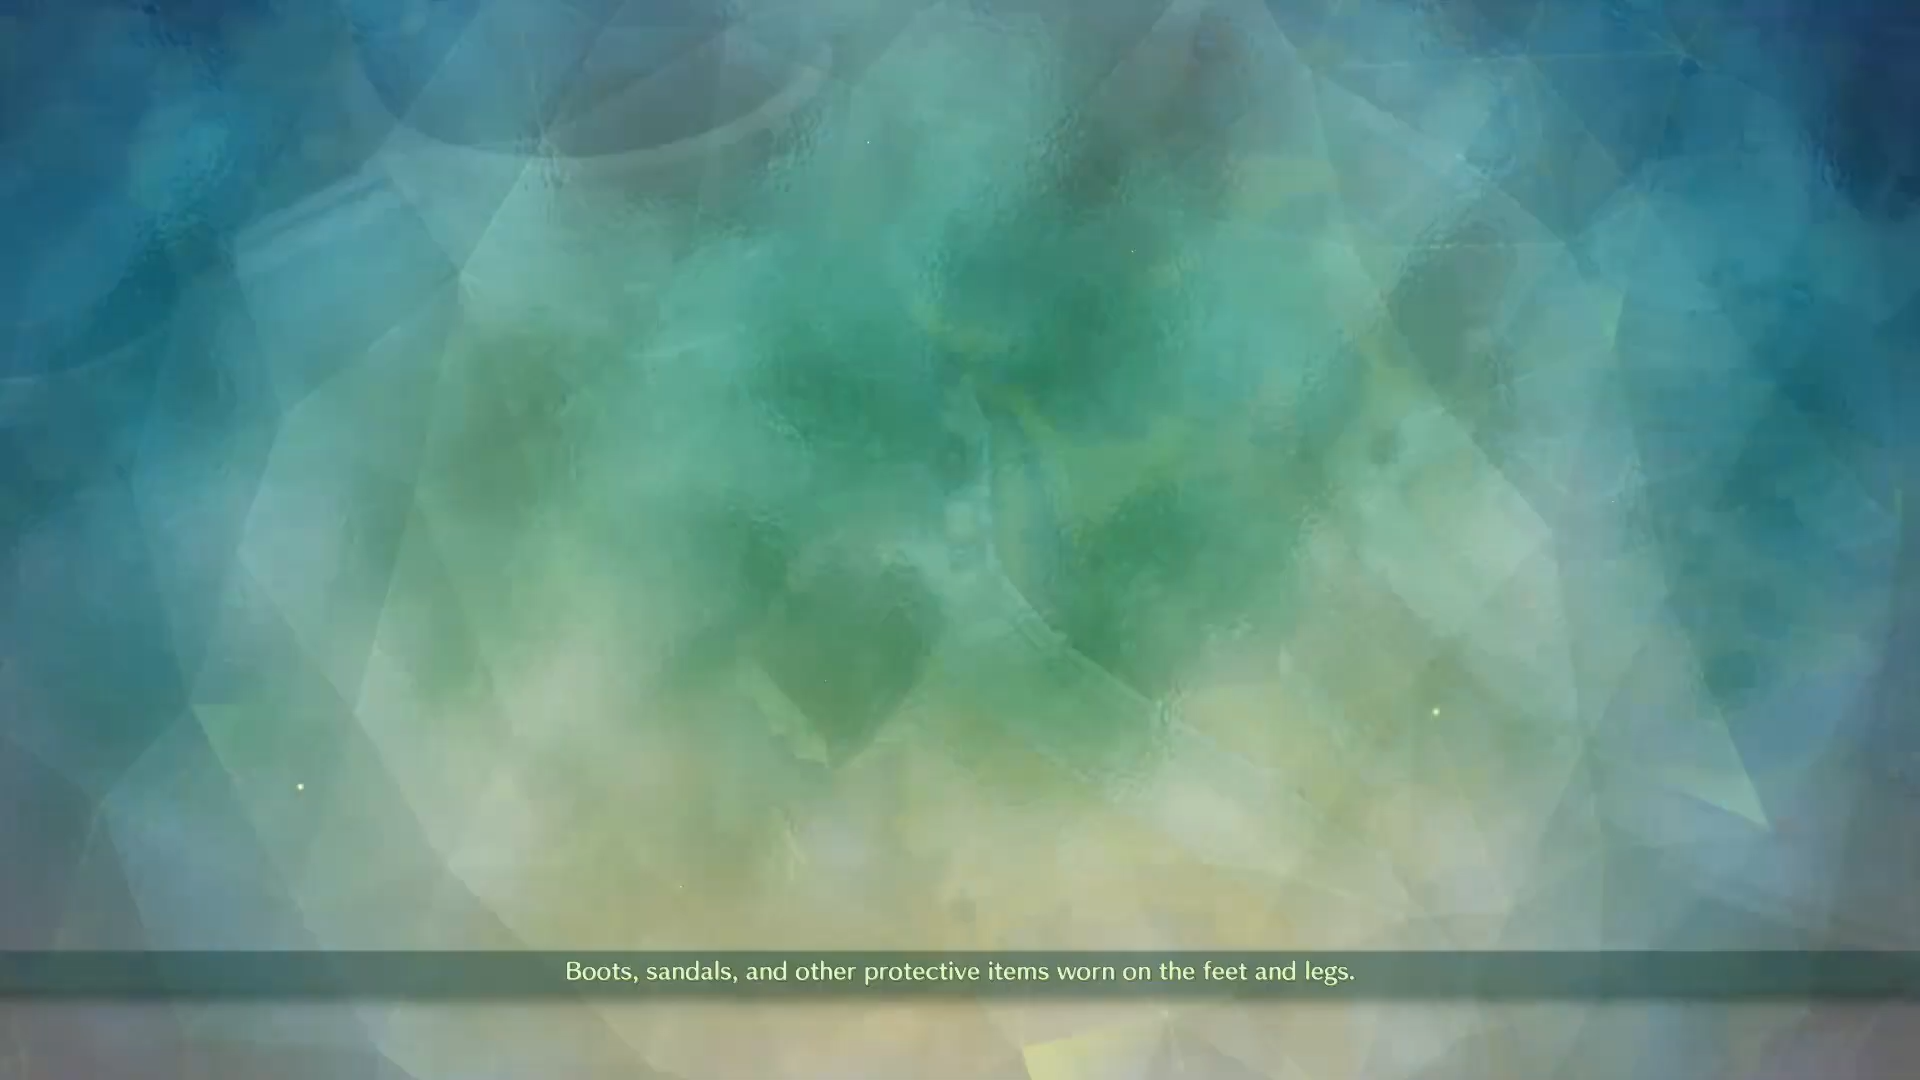 Boots, sandals, and other protective items worn on the feet and legs.